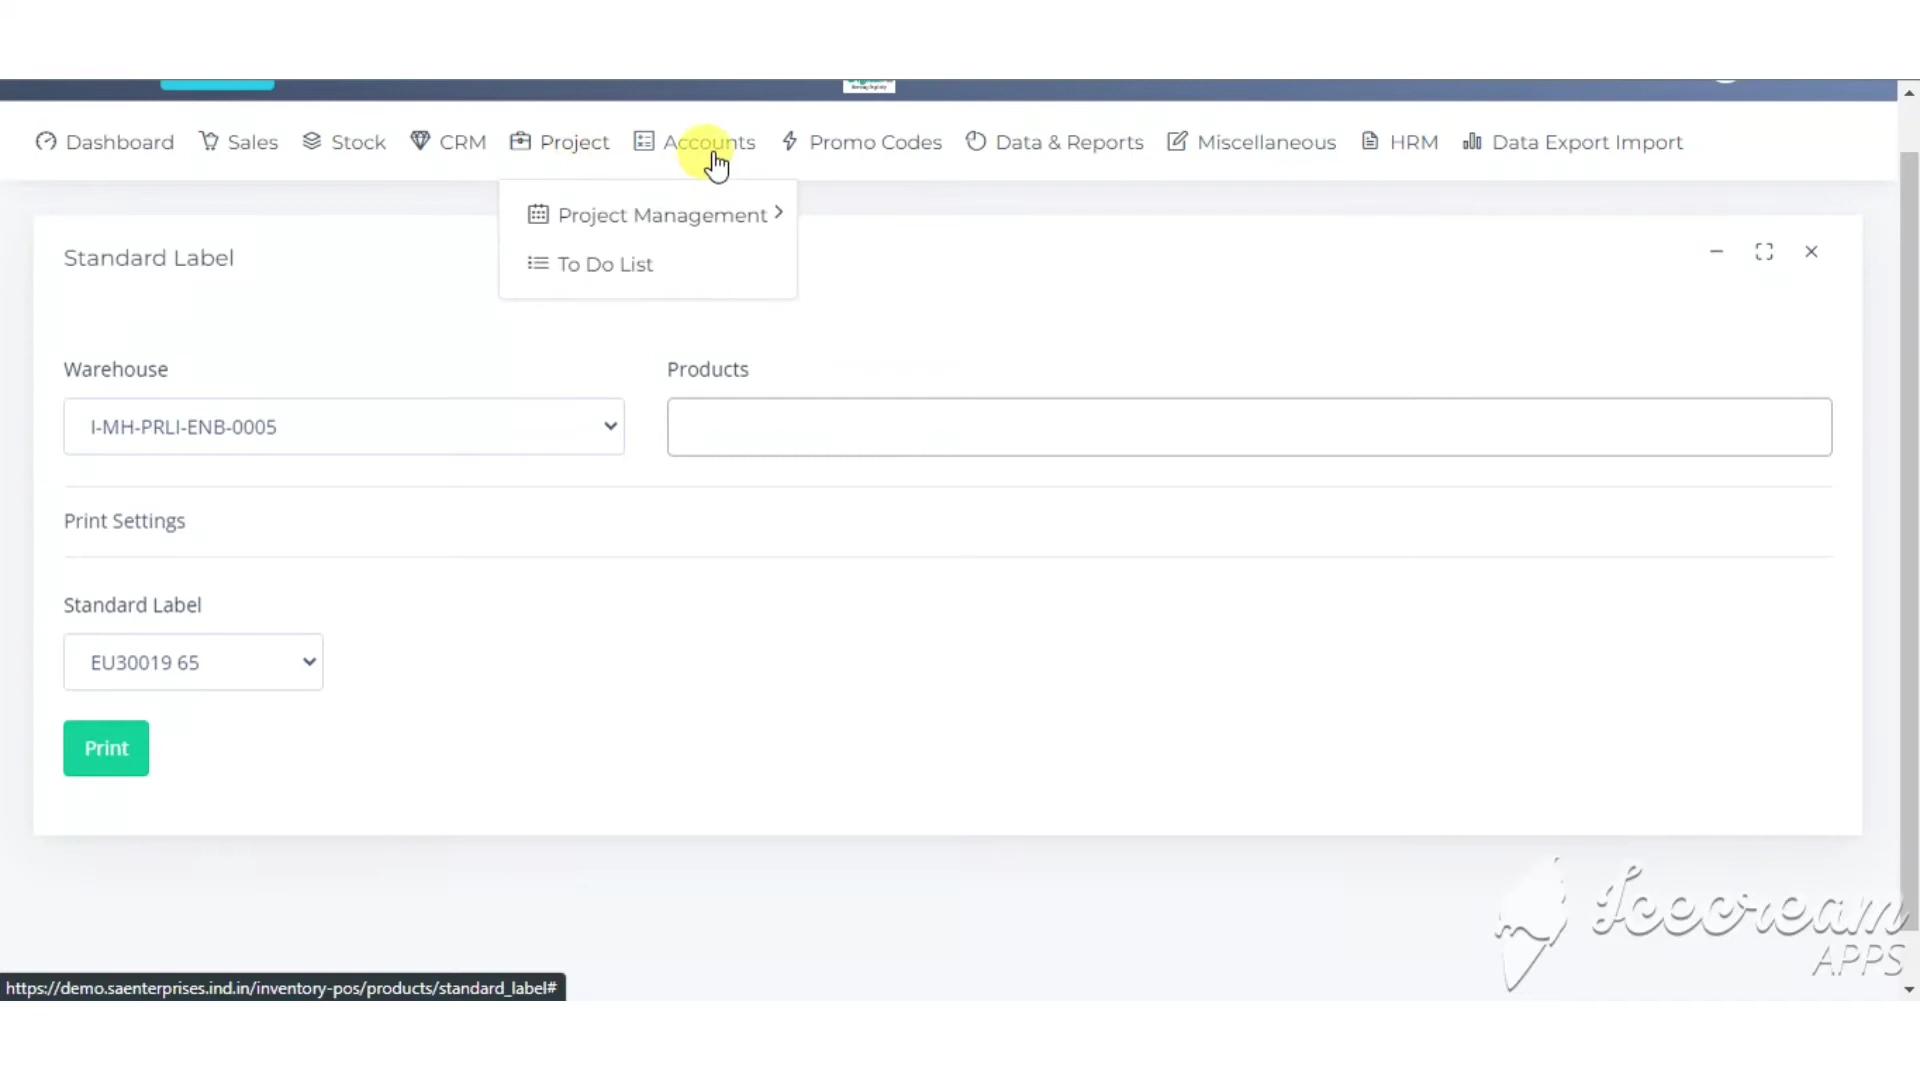 Dashboard Sales Stock CRM Project Accounts Promo Codes Data & Reports Miscellaneous HRM Data Export Import
Project Management
To Do List
Standard Label
Warehouse Products
I-MH-PRLI-ENB-0005
Print Settings
Standard Label
EU30019 65
Print
Icecream
APPS
https://demo.saenterprises.ind.in/inventory-pos/products/standard_label#